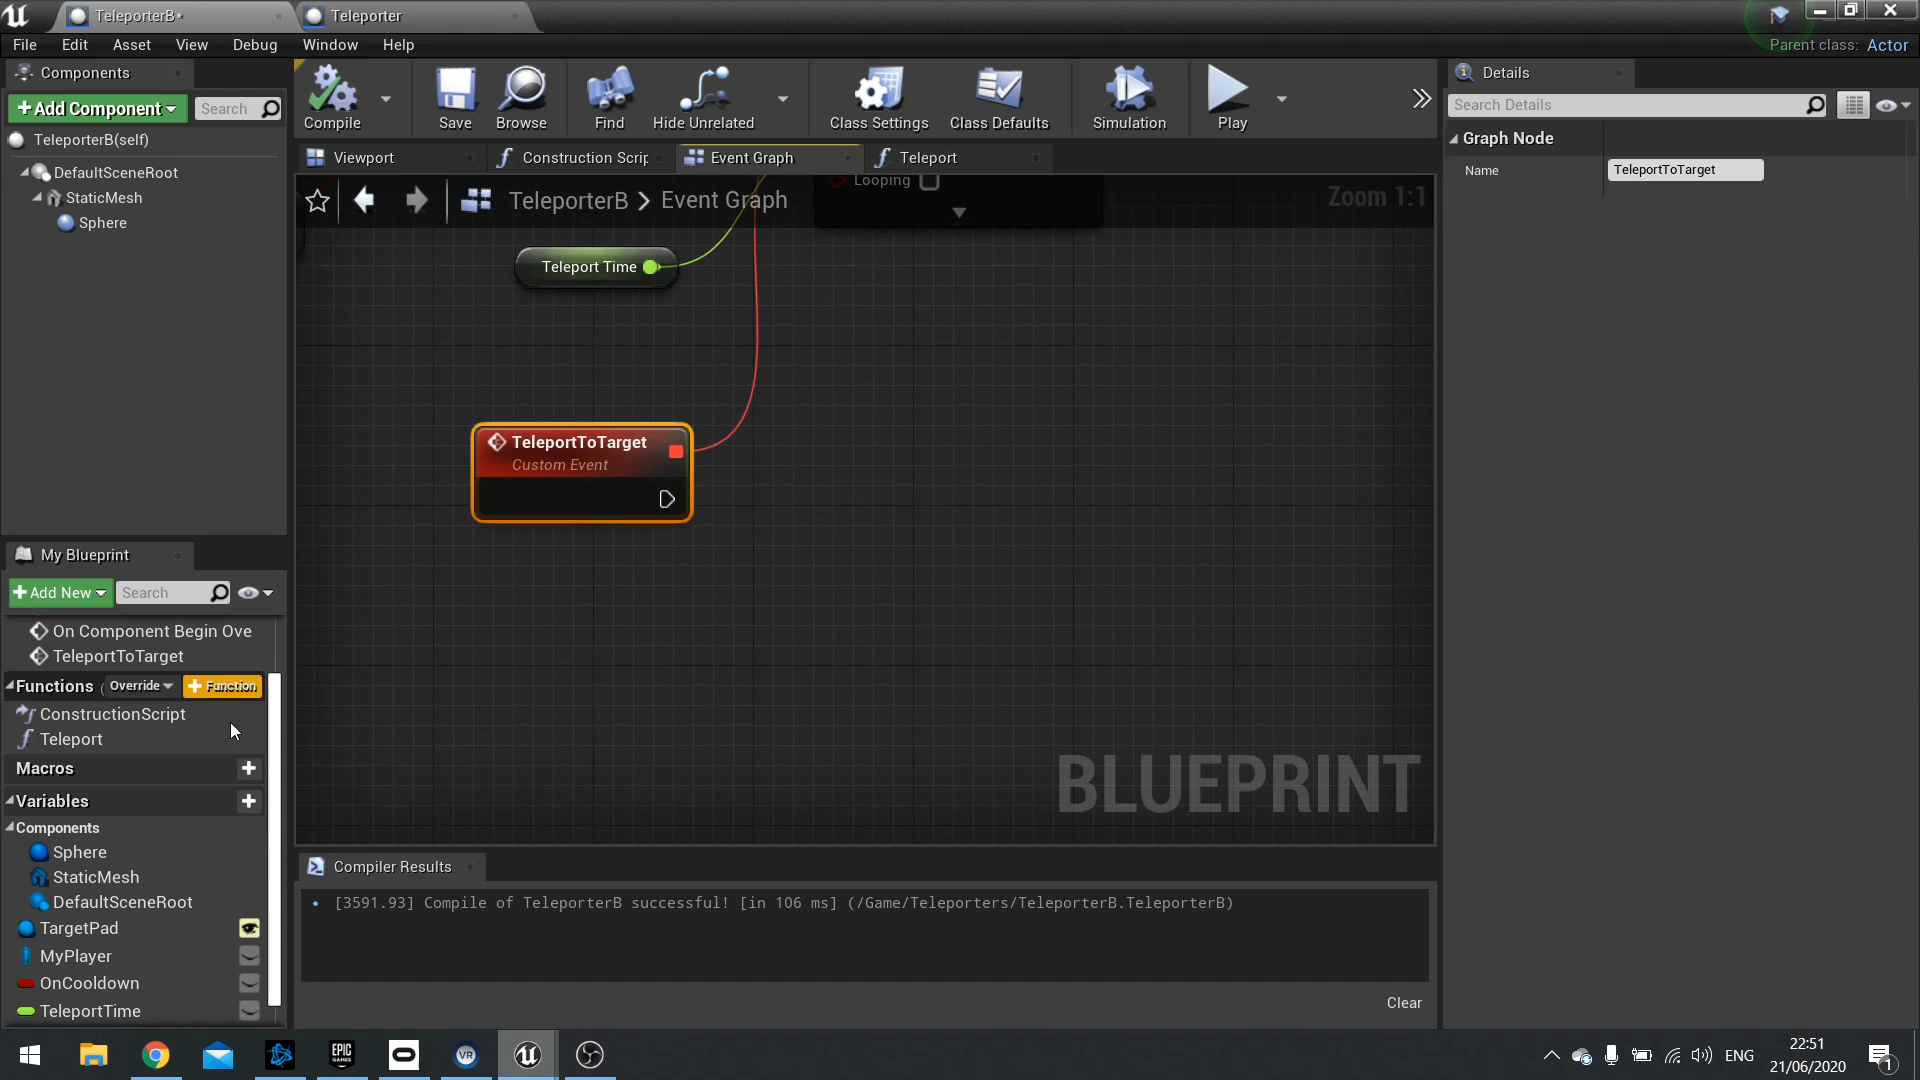 TeleporterB*
Teleporter
File Edit Asset View Debug Window Help
Parent class: Actor
Components
Add Component
Search
TeleporterB(self)
DefaultSceneRoot
StaticMesh
Sphere
Compile
Save
Browse
Find
Hide Unrelated
Class Settings
Class Defaults
Simulation
Play
Viewport
Construction Scrip
Event Graph
Teleport
TeleporterB > Event Graph
Looping
Zoom 1:1
Teleport Time
TeleportToTarget
Custom Event
BLUEPRINT
Details
Search Details
Graph Node
Name
TeleportToTarget
My Blueprint
Add New
Search
On Component Begin Ove
TeleportToTarget
Functions (
Override
Function
ConstructionScript
Teleport
Macros
Variables
Components
Sphere
StaticMesh
DefaultSceneRoot
TargetPad
MyPlayer
OnCooldown
TeleportTime
Compiler Results
[3591.93] Compile of TeleporterB successful! [in 106 ms] (/Game/Teleporters/TeleporterB.TeleporterB)
Clear
EPIC
GAMES
VR
ENG
22:51
21/06/2020
1